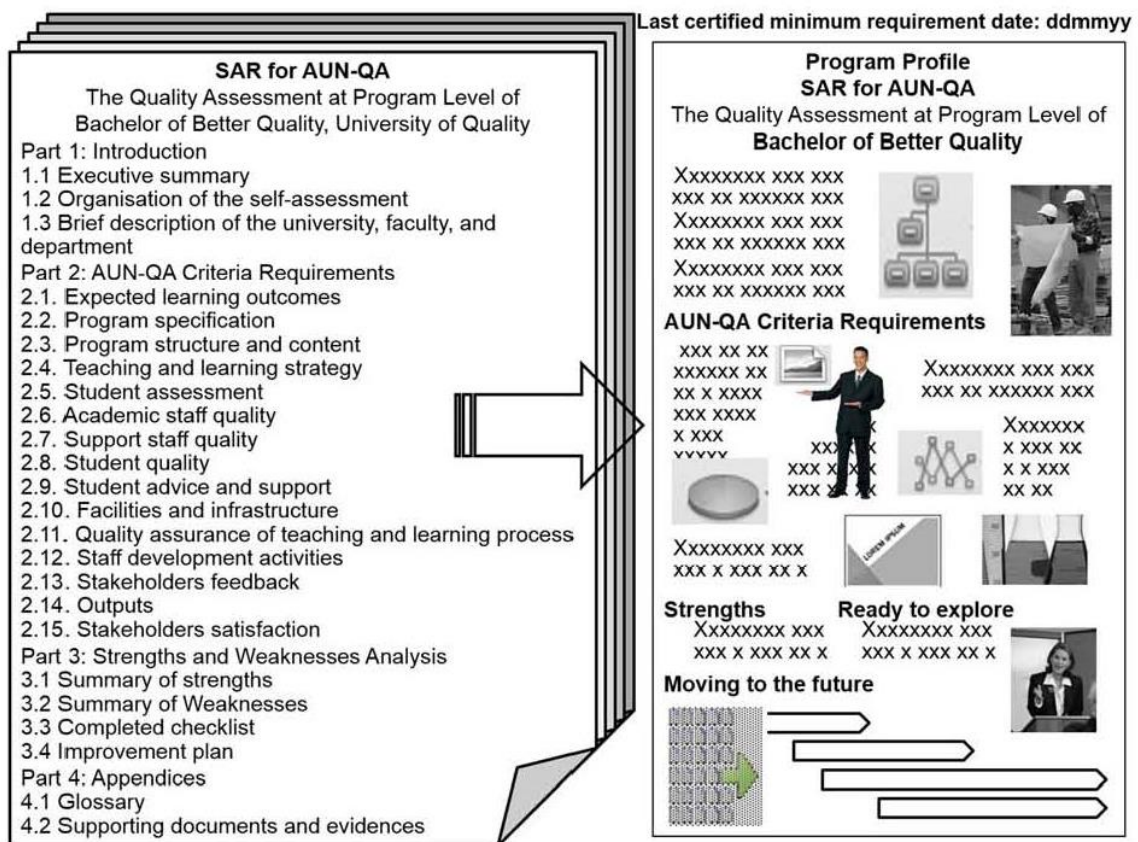 Last certified minimum requirement date: ddmmyy
SAR for AUN-QA
The Quality Assessment at Program Level of
Bachelor of Better Quality, University of Quality
Part 1: Introduction
1.1 Executive summary
1.2 Organisation of the self-assessment
1.3 Brief description of the university, faculty, and
department
Part 2: AUN-QA Criteria Requirements
2.1. Expected learning outcomes
2.2. Program specification
2.3. Program structure and content
2.4. Teaching and learning strategy
2.5. Student assessment
2.6. Academic staff quality
2.7. Support staff quality
2.8. Student quality
2.9. Student advice and support
2.10. Facilities and infrastructure
2.11. Quality assurance of teaching and learning process
2.12. Staff development activities
2.13. Stakeholders feedback
2.14. Outputs
2.15. Stakeholders satisfaction
Part 3: Strengths and Weaknesses Analysis
3.1 Summary of strengths
3.2 Summary of Weaknesses
3.3 Completed checklist
3.4 Improvement plan
Part 4: Appendices
4.1 Glossary
4.2 Supporting documents and evidences
Program Profile
SAR for AUN-QA
The Quality Assessment at Program Level of
Bachelor of Better Quality
Xxxxxxxx xxx xxx
xxx xx xxxxxx xxx
Xxxxxxxx xxx xxx
xxx xx xxxxxx xxx
Xxxxxxxx xxx xxx
xxx xx xxxxxx xxx
AUN-QA Criteria Requirements
xxx xx xx
xxxxxx xx
xx x xxxx
xxx xxxx
x xxx
xxxxx
Xxxxxxxx xxx xxx
xxx xx xxxxxx xxx
Xxxxxxx
x xxx xx
x x xxx
xx xx
LOREM IPSUM
Xxxxxxxx xxx
xxx x xxx xx x
Strengths
Xxxxxxxx xxx
xxx x xxx xx x
Ready to explore
Xxxxxxxx xxx
xxx x xxx xx x
Moving to the future